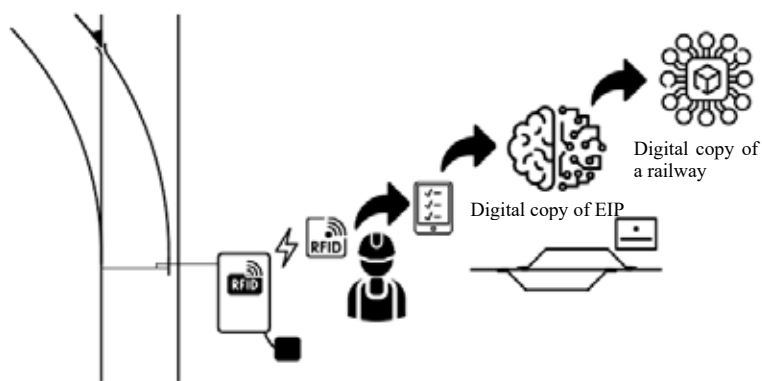 Digital copy of
a railway
Digital copy of EIP
RFID
RFID